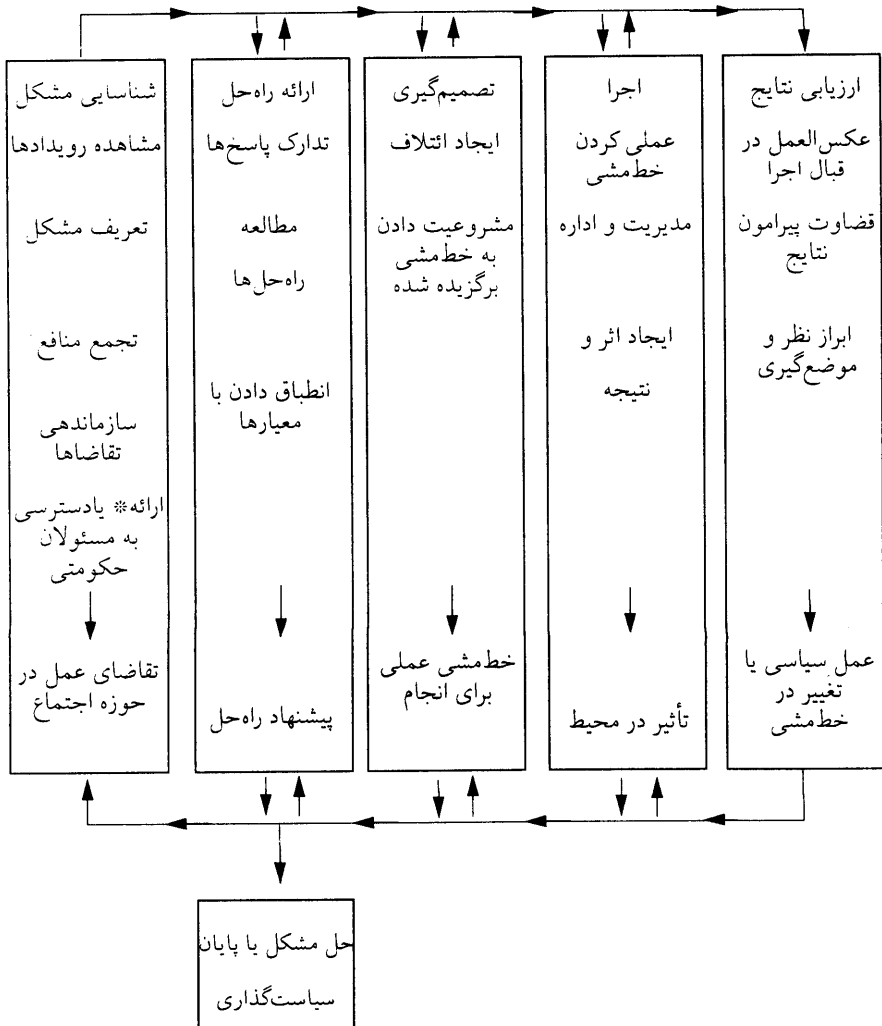 شناسایی مشکل
مشاهده رویدادها
تعریف مشکل
تجمع منافع
سازماندهی
تقاضاها
ارائه* یادسترسی
به مسئولان
حکومتی
تقاضای عمل در
حوزه اجتماع
ارائه راه‌حل
تدارک پاسخ‌ها
مطالعه
راه‌حل‌ها
انطباق دادن با
معیارها
پیشنهاد راه‌حل
تصمیم‌گیری
ایجاد ائتلاف
مشروعیت دادن
به خط‌مشی
برگزیده شده
خط‌مشی عملی
برای انجام
اجرا
عملی کردن
خط‌مشی
مدیریت و اداره
ایجاد اثر و
نتیجه
تأثیر در محیط
ارزیابی نتایج
عکس‌العمل در
قبال اجرا
قضاوت پیرامون
نتایج
ابراز نظر و
موضع‌گیری
عمل سیاسی یا
تغییر در
خط‌مشی
حل مشکل یا پایان
سیاست‌گذاری